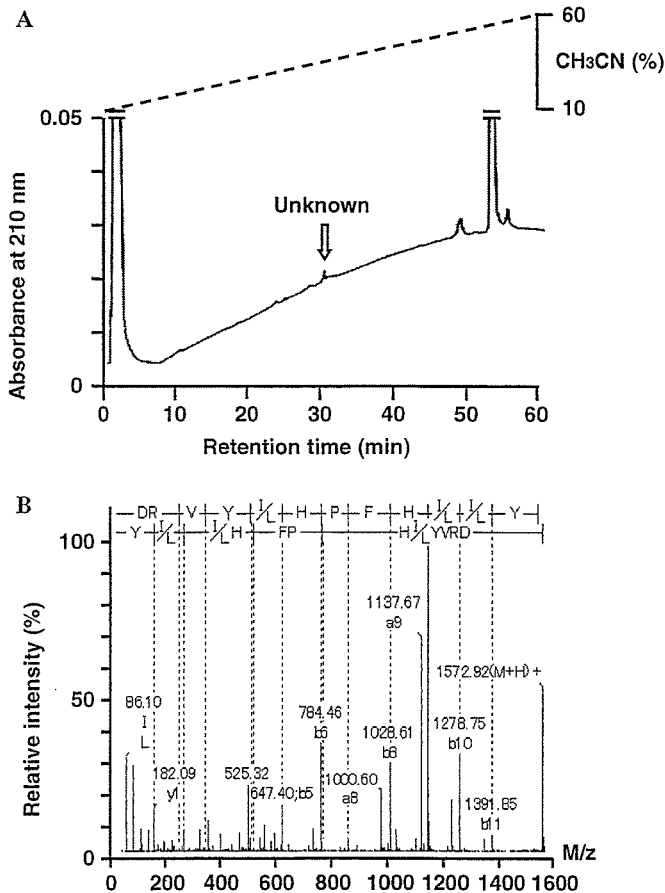 A
60
CH3CN (%)
10
0.05
Unknown
Absorbance at 210 nm
0
0 10 20 30 40 50 60
Retention time (min)
B
DR V Y I/L H P F H I/L I/L Y
Y I/L I/L H FP H I/L YVRD
100
1137.67
a9
1572.92(M+H)+
86.10
I
L
784.46
b6
1028.61
b8
1278.75
b10
50
182.09
y1
525.32
647.40;b5
1000.60
a8
1391.85
b11
Relative intensity (%)
0
0 200 400 600 800 1000 1200 1400 1600
M/z